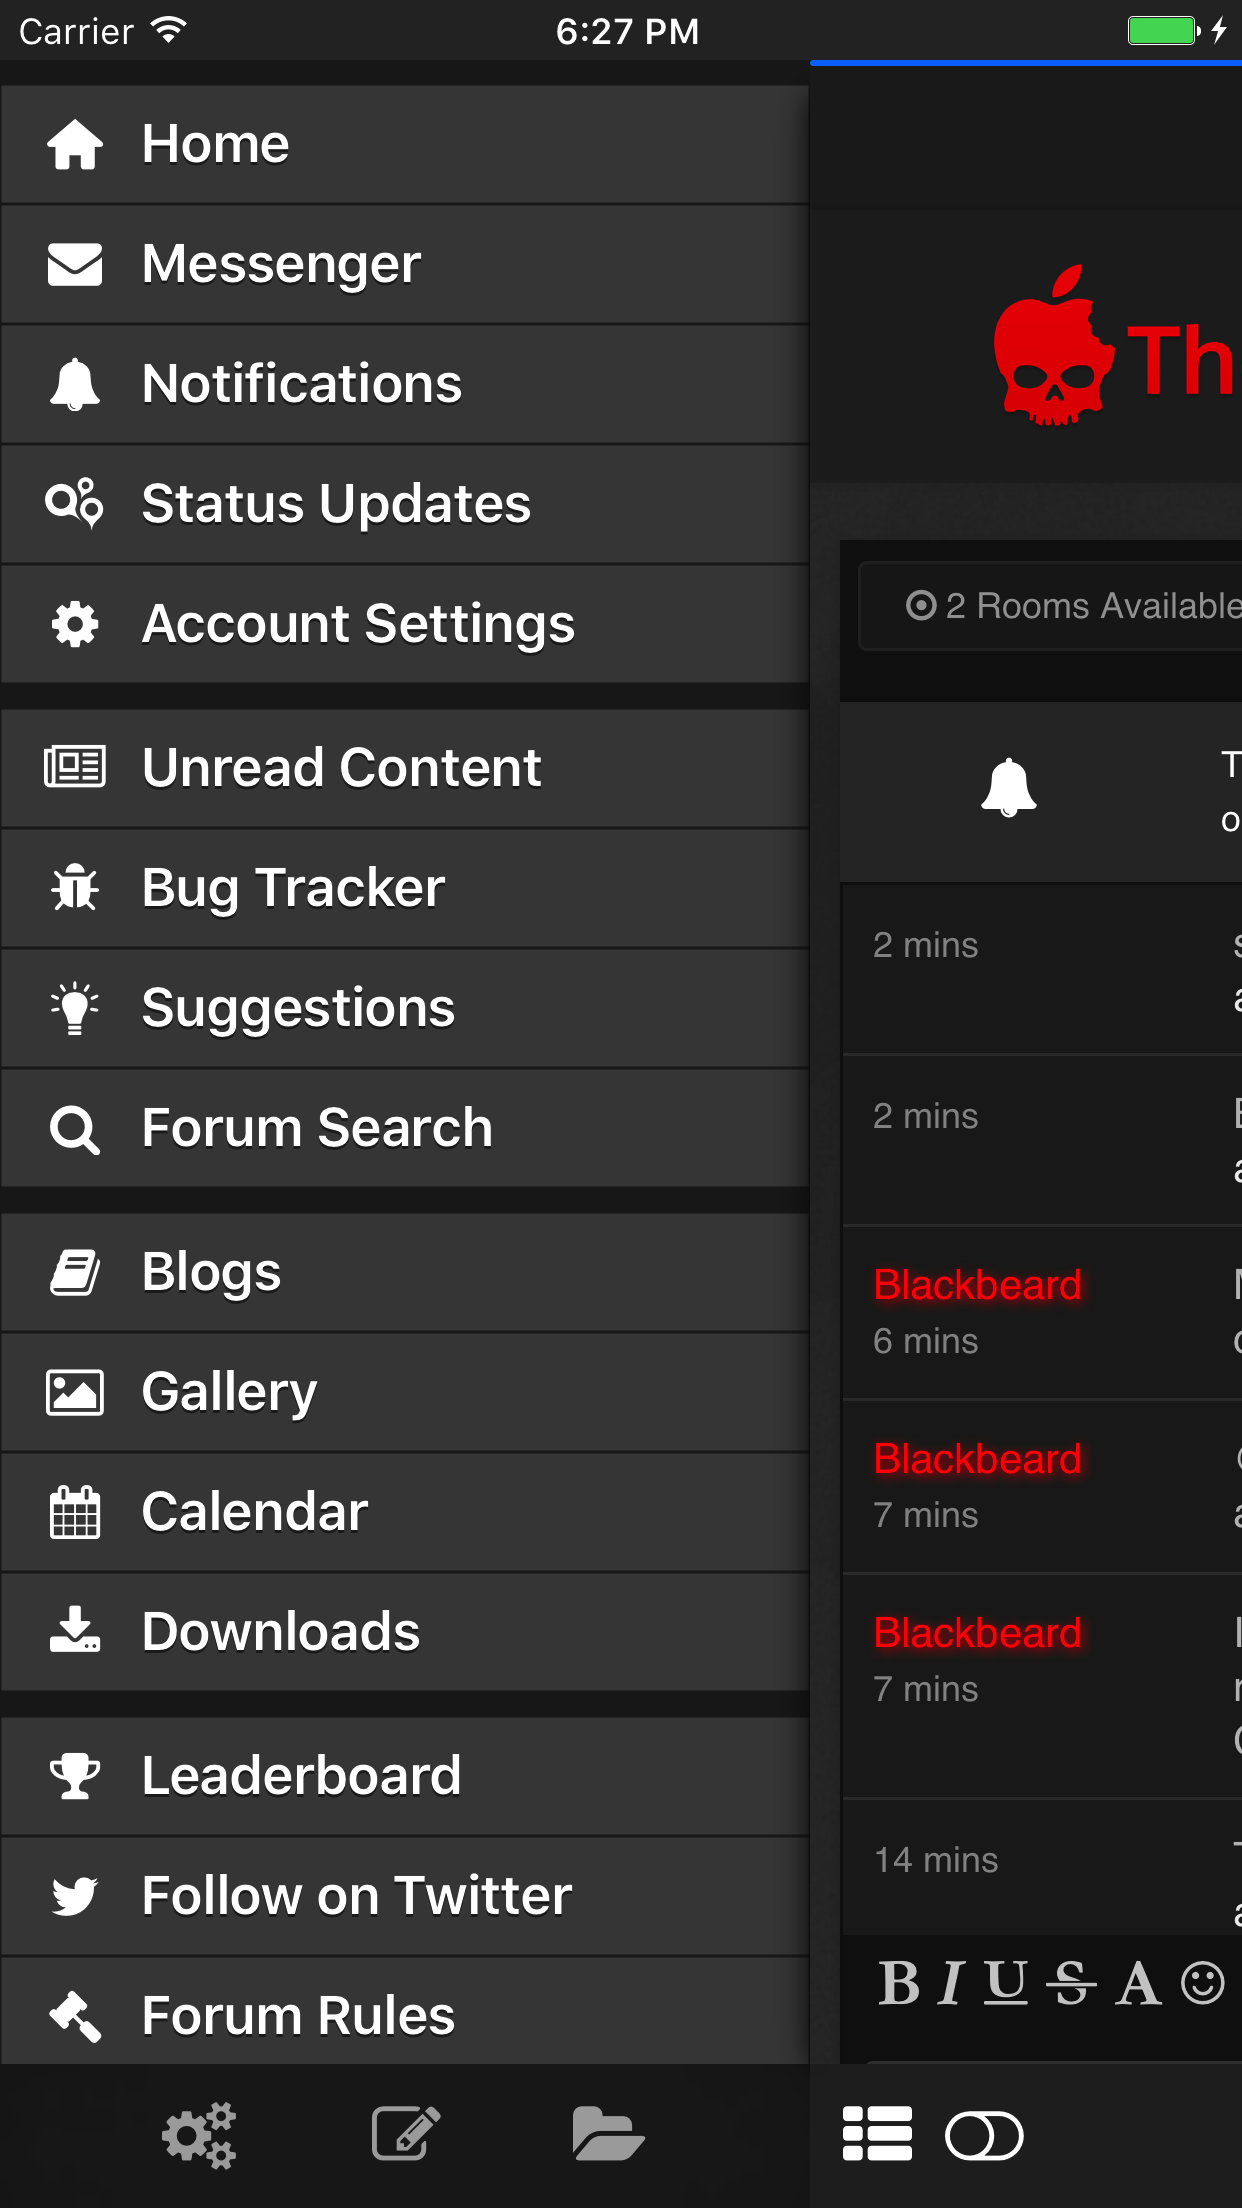 Carrier
6:27 PM
Home
Messenger
Notifications
Status Updates
Account Settings
Unread Content
Bug Tracker
Suggestions
Forum Search
Blogs
Gallery
Calendar
Downloads
Leaderboard
Follow on Twitter
Forum Rules
Th
2 Rooms Available
2 mins
2 mins
Blackbeard
6 mins
Blackbeard
7 mins
Blackbeard
7 mins
14 mins
B I U S A